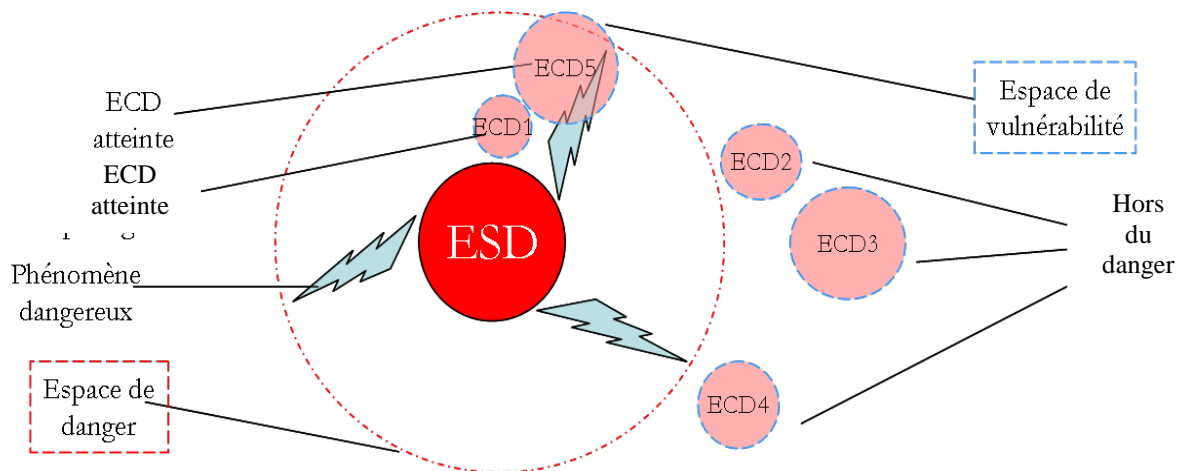 ECD
atteinte
ECD
atteinte
Phénomène
dangereux
Espace de
danger
ECD5
ECD1
ESD
ECD2
ECD3
ECD4
Espace de
vulnérabilité
Hors
du
danger